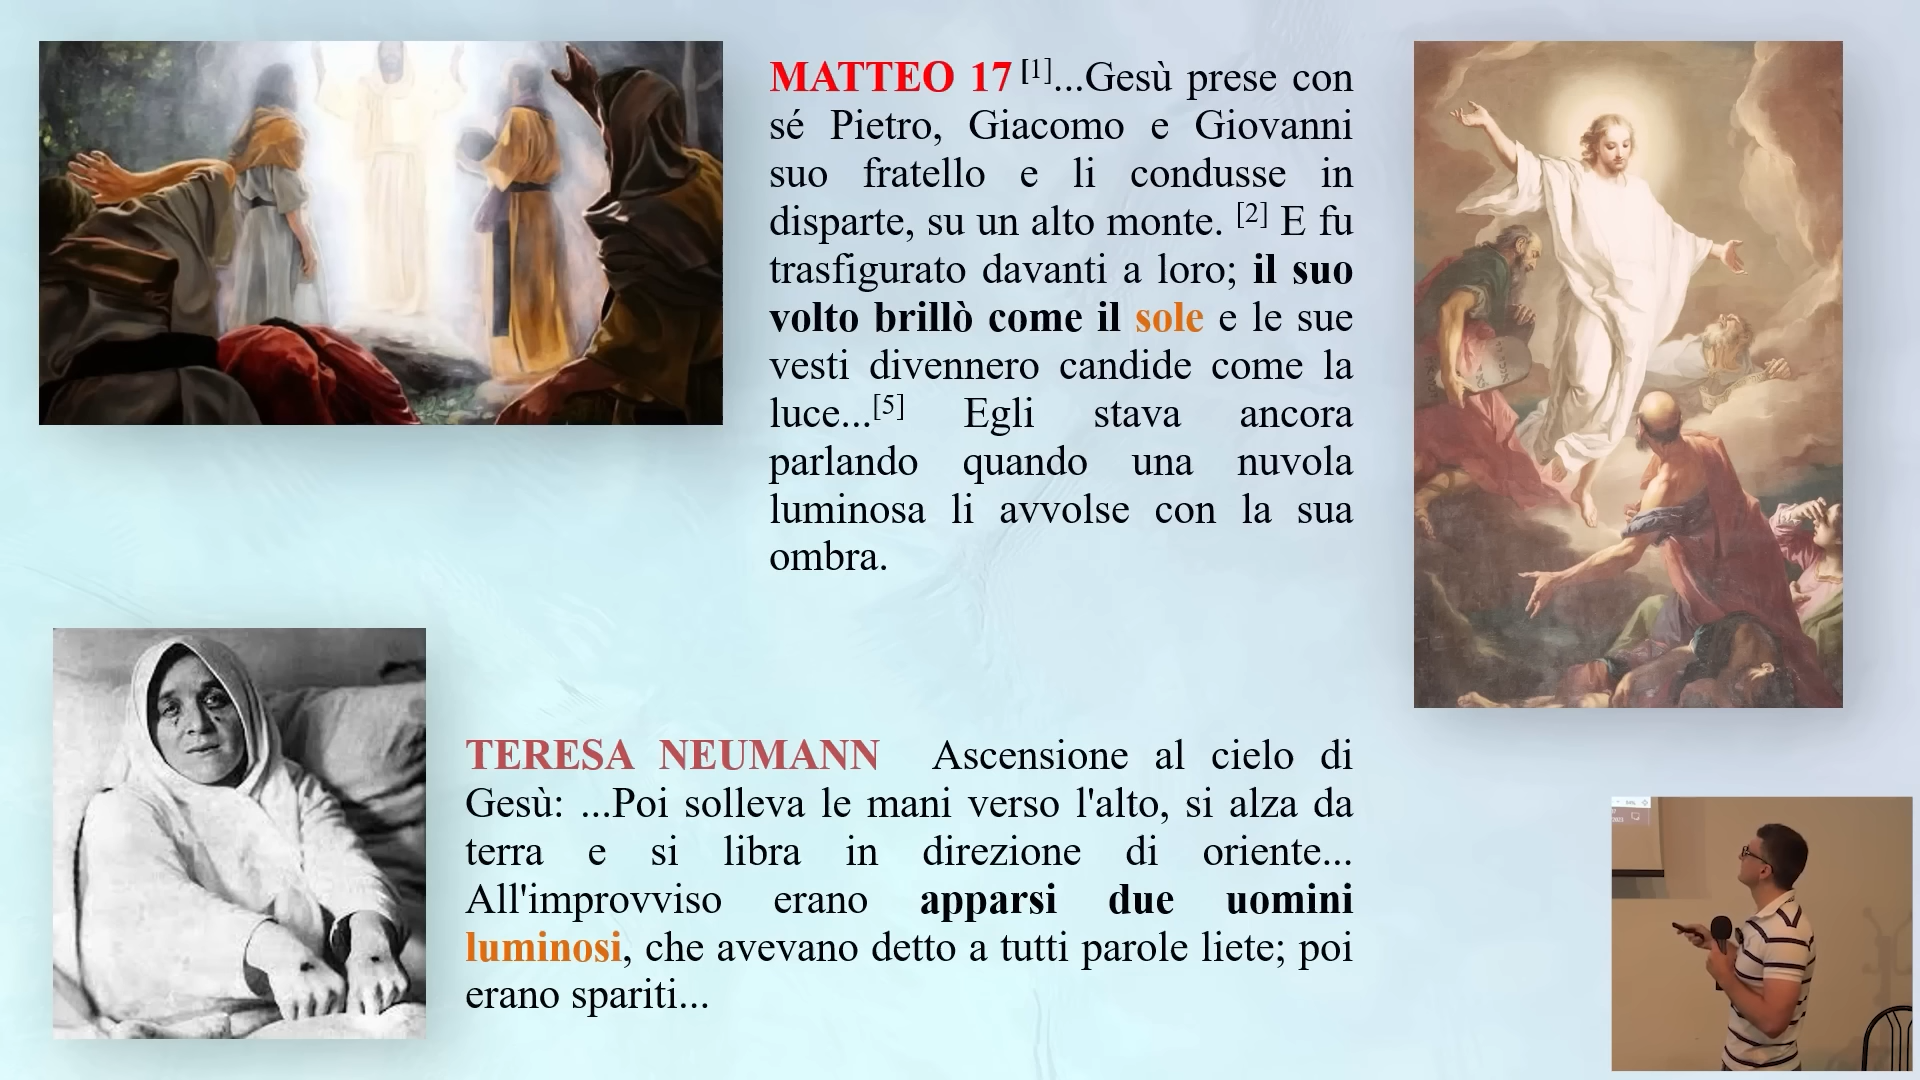 MATTEO 17 [1]...Gesù prese con
sé Pietro, Giacomo e Giovanni
suo fratello e li condusse in
disparte, su un alto monte. [2] E fu
trasfigurato davanti a loro; il suo
volto brillò come il sole e le sue
vesti divennero candide come la
luce...[5] Egli stava ancora
parlando quando una nuvola
luminosa li avvolse con la sua
ombra.
TERESA NEUMANN Ascensione al cielo di
Gesù: ...Poi solleva le mani verso l'alto, si alza da
terra e si libra in direzione di oriente...
All'improvviso erano apparsi due uomini
luminosi, che avevano detto a tutti parole liete; poi
erano spariti...